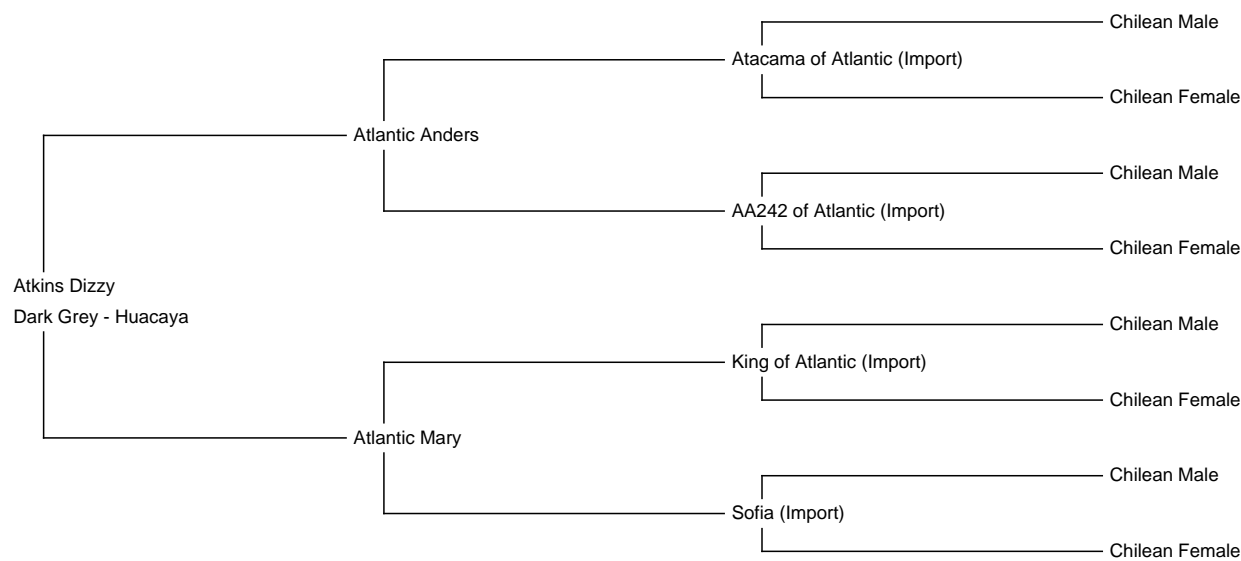 Chilean Male
Atacama of Atlantic (Import)
Chilean Female
Atlantic Anders
Chilean Male
AA242 of Atlantic (Import)
Chilean Female
Atkins Dizzy
Dark Grey - Huacaya
Chilean Male
King of Atlantic (Import)
Chilean Female
Atlantic Mary
Chilean Male
Sofia (Import)
Chilean Female